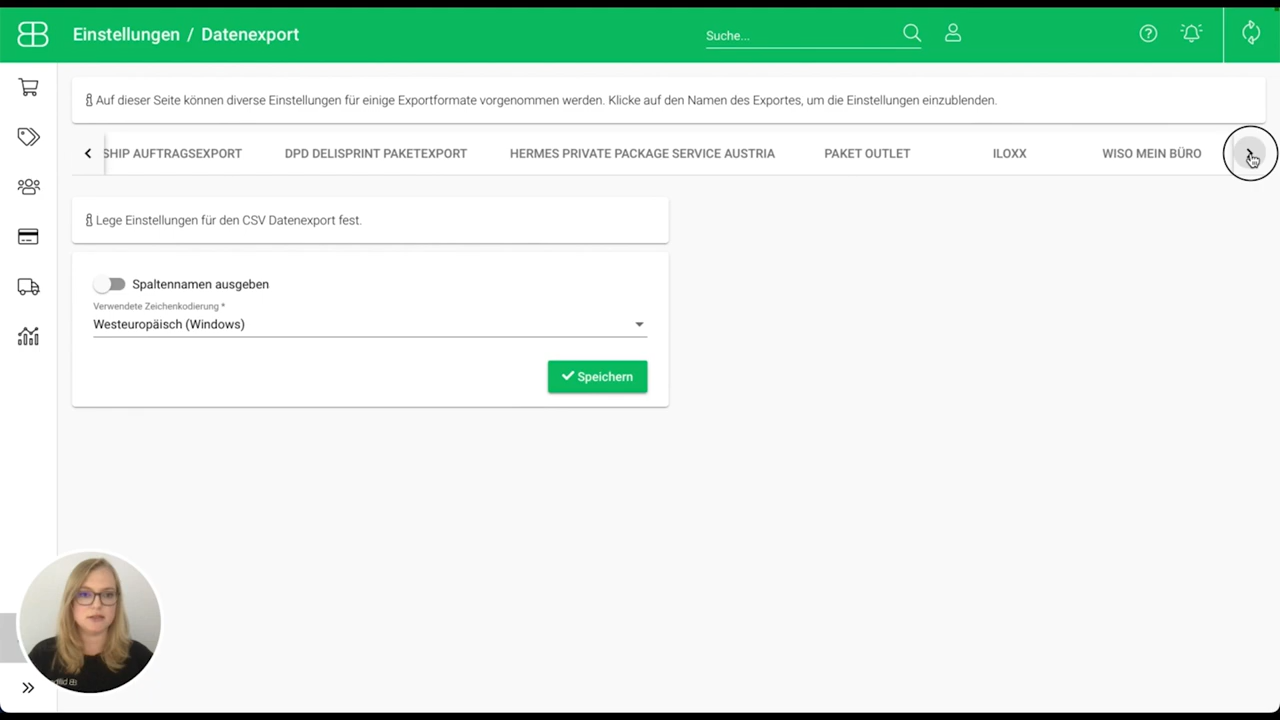 Einstellungen / Datenexport
Suche...
Auf dieser Seite können diverse Einstellungen für einige Exportformate vorgenommen werden. Klicke auf den Namen des Exportes, um die Einstellungen einzublenden.
SHIP AUFTRAGSEXPORT
DPD DELISPRINT PAKETEXPORT
HERMES PRIVATE PACKAGE SERVICE AUSTRIA
PAKET OUTLET
ILOXX
WISO MEIN BÜRO
Lege Einstellungen für den CSV Datenexport fest.
Spaltennamen ausgeben
Verwendete Zeichenkodierung *
Westeuropäisch (Windows)
Speichern